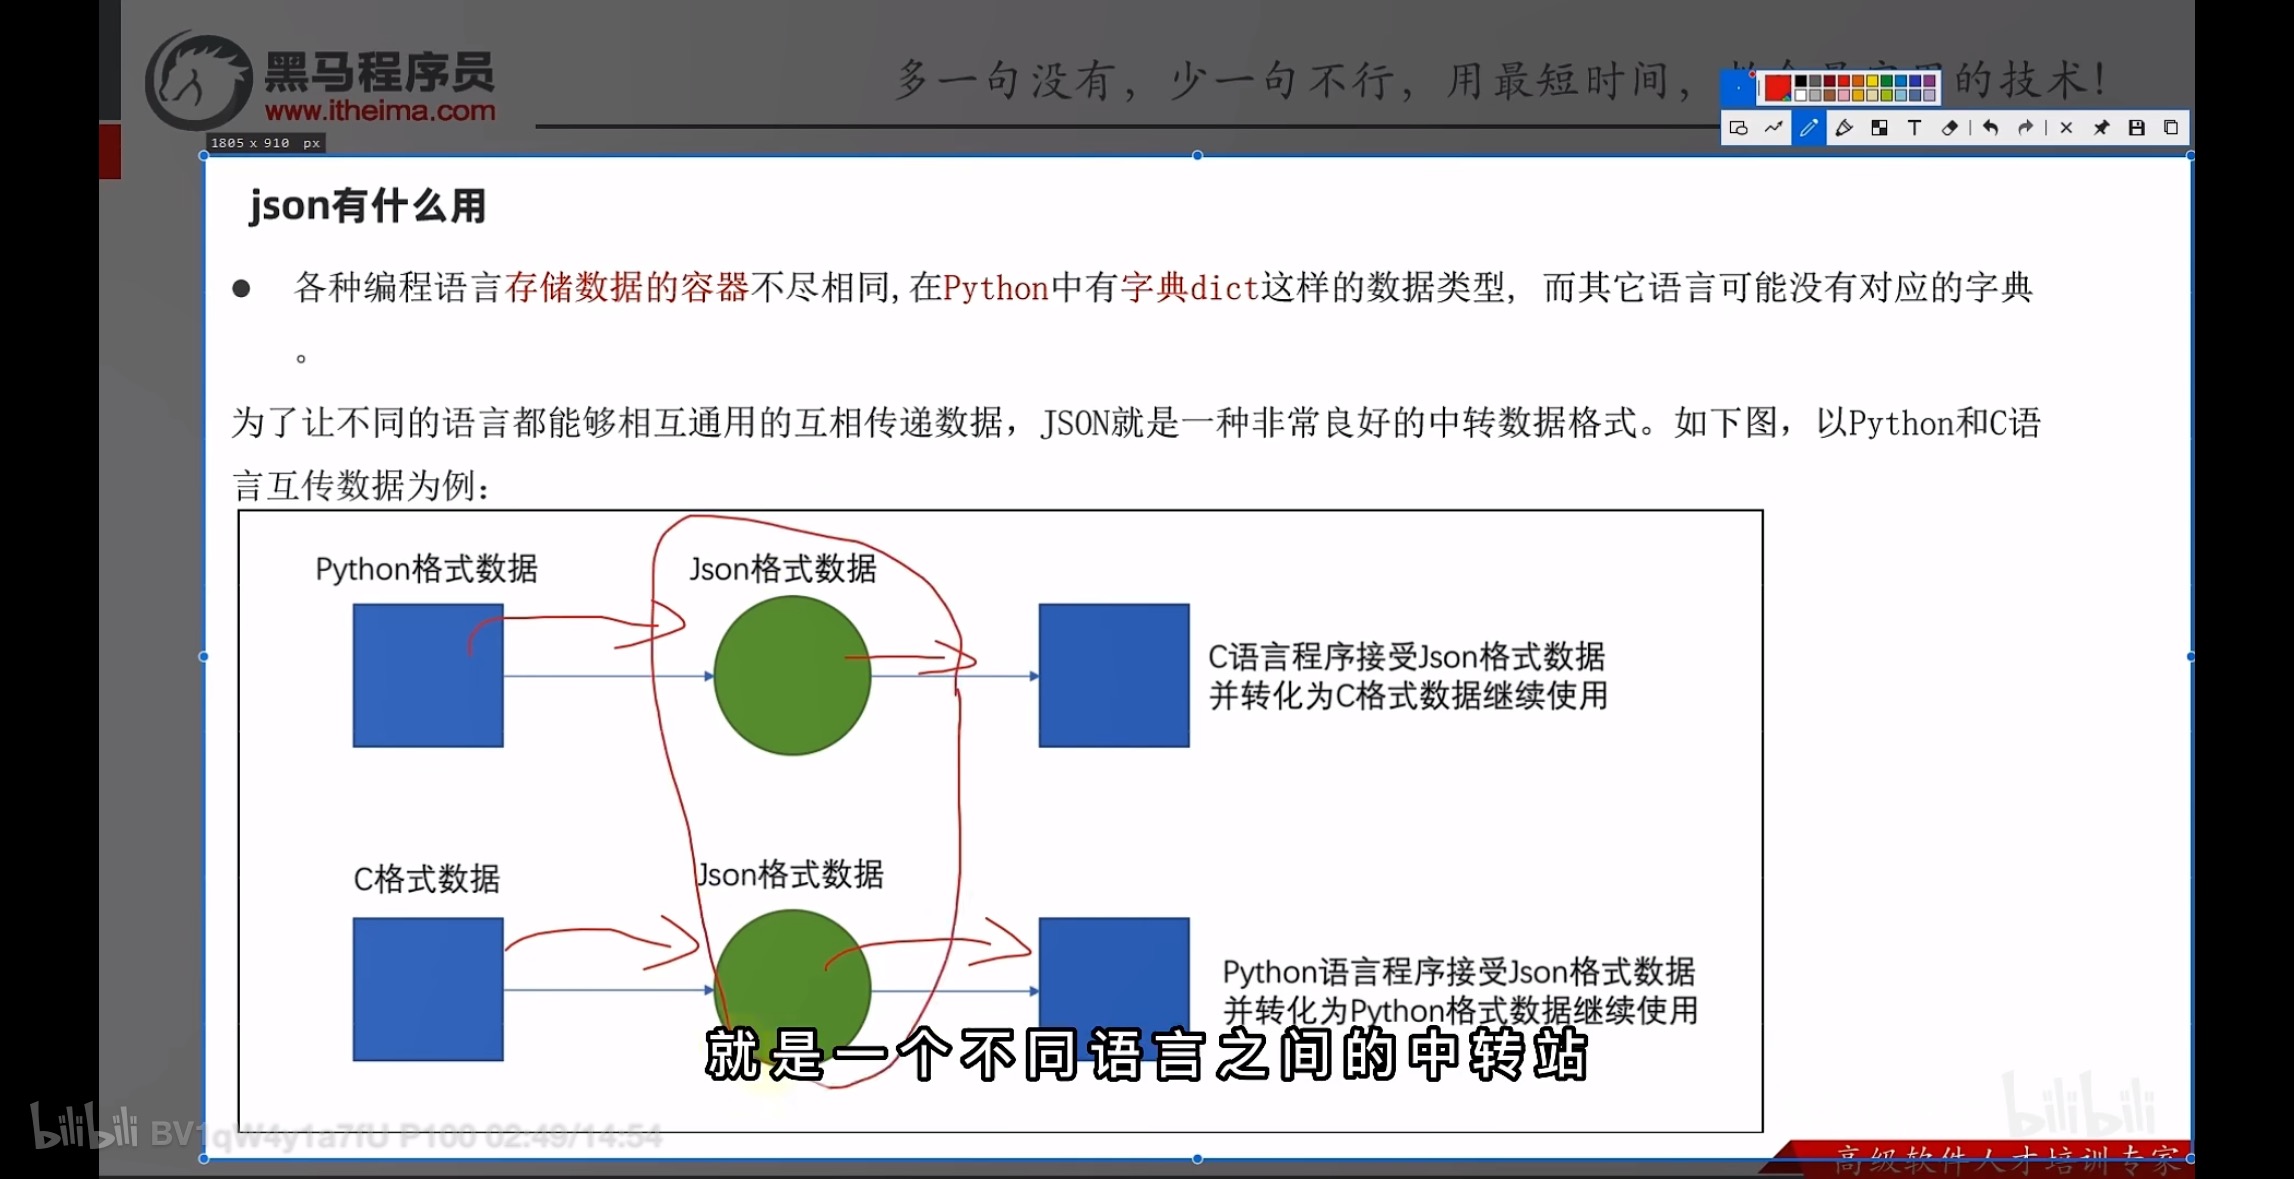 黑马程序员
www.itheima.com
多一句没有，少一句不行，用最短时间，
的技术！
1805 x 910 px
json有什么用
● 各种编程语言存储数据的容器不尽相同,在Python中有字典dict这样的数据类型, 而其它语言可能没有对应的字典
。
为了让不同的语言都能够相互通用的互相传递数据，JSON就是一种非常良好的中转数据格式。如下图，以Python和C语
言互传数据为例：
Python格式数据
Json格式数据
C语言程序接受Json格式数据
并转化为C格式数据继续使用
C格式数据
Json格式数据
Python语言程序接受Json格式数据
并转化为Python格式数据继续使用
就是一个不同语言之间的中转站
bilibili BV1qW4y1a7fU P100 02:49/14:54
bilibili
高级软件人才培训专家